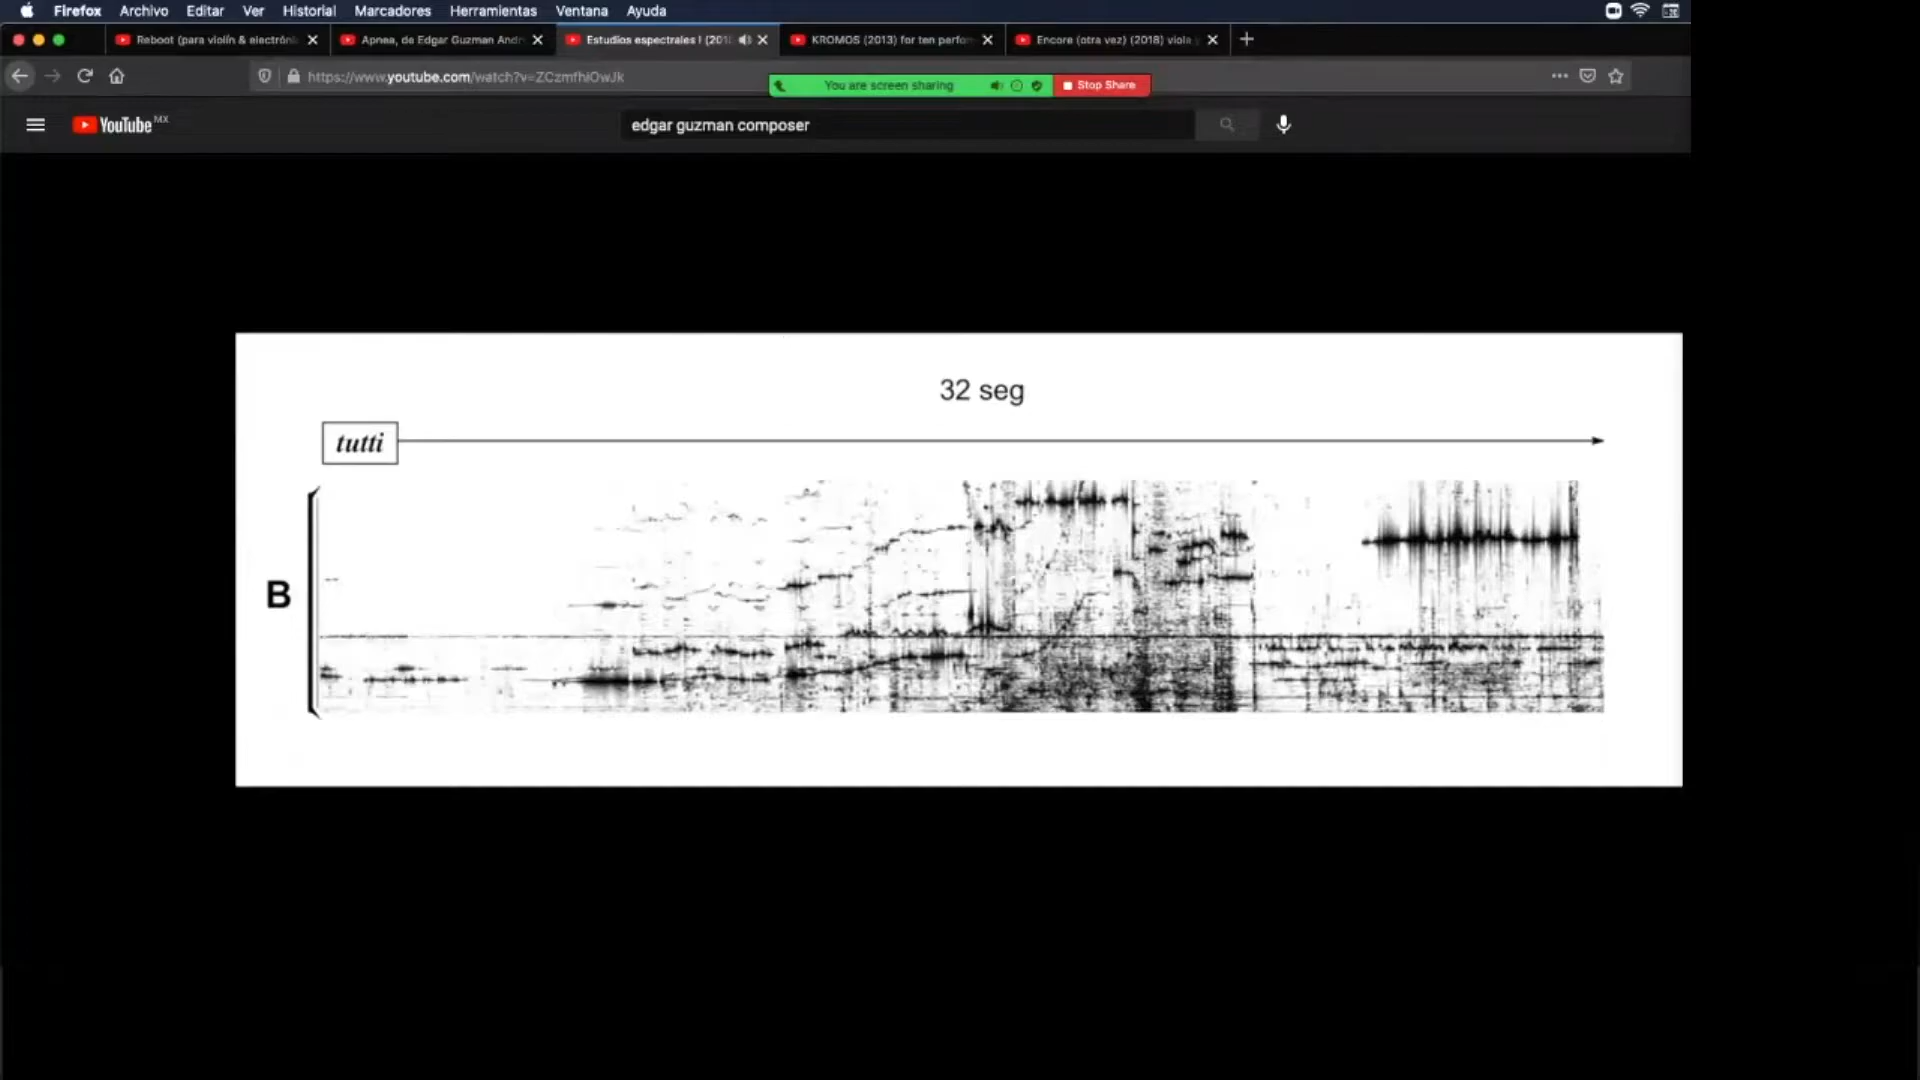 Firefox Archivo Editar Ver Historial Marcadores Herramientas Ventana Ayuda
Reboot (para violín & electróni
Apnea, de Edgar Guzman Andr
Estudios espectrales I (201
KROMOS (2013) for ten perfo
Encore (otra vez) (2018) viola y
https://www.youtube.com/watch?v=
You are screen sharing
Stop Share
YouTube MX
edgar guzman composer
32 seg
tutti
B